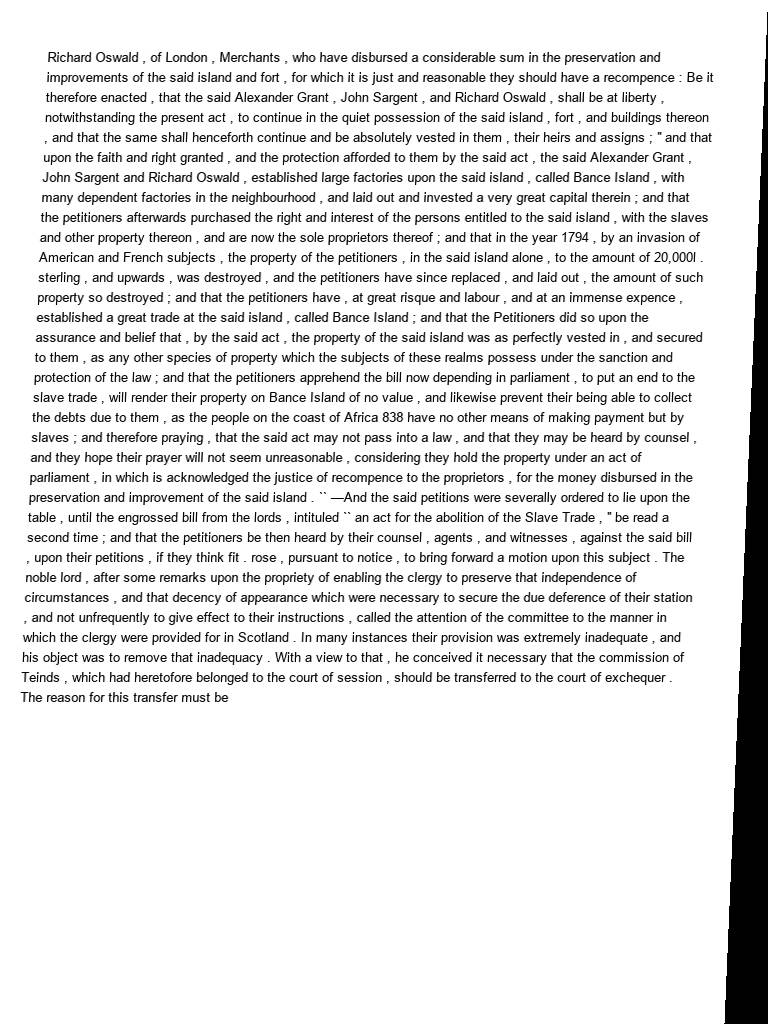 Richard Oswald , of London , Merchants , who have disbursed a considerable sum in the preservation and
improvements of the said island and fort , for which it is just and reasonable they should have a recompence : Be it
therefore enacted , that the said Alexander Grant , John Sargent , and Richard Oswald , shall be at liberty ,
notwithstanding the present act , to continue in the quiet possession of the said island , fort , and buildings thereon
, and that the same shall henceforth continue and be absolutely vested in them , their heirs and assigns ; " and that
upon the faith and right granted , and the protection afforded to them by the said act , the said Alexander Grant ,
John Sargent and Richard Oswald , established large factories upon the said island , called Bance Island , with
many dependent factories in the neighbourhood , and laid out and invested a very great capital therein ; and that
the petitioners afterwards purchased the right and interest of the persons entitled to the said island , with the slaves
and other property thereon , and are now the sole proprietors thereof ; and that in the year 1794 , by an invasion of
American and French subjects , the property of the petitioners , in the said island alone , to the amount of 20,000l .
sterling , and upwards , was destroyed , and the petitioners have since replaced , and laid out , the amount of such
property so destroyed ; and that the petitioners have , at great risque and labour , and at an immense expence ,
established a great trade at the said island , called Bance Island ; and that the Petitioners did so upon the
assurance and belief that , by the said act , the property of the said island was as perfectly vested in , and secured
to them , as any other species of property which the subjects of these realms possess under the sanction and
protection of the law ; and that the petitioners apprehend the bill now depending in parliament , to put an end to the
slave trade , will render their property on Bance Island of no value , and likewise prevent their being able to collect
the debts due to them , as the people on the coast of Africa 838 have no other means of making payment but by
slaves ; and therefore praying , that the said act may not pass into a law , and that they may be heard by counsel ,
and they hope their prayer will not seem unreasonable , considering they hold the property under an act of
parliament , in which is acknowledged the justice of recompence to the proprietors , for the money disbursed in the
preservation and improvement of the said island . `` —And the said petitions were severally ordered to lie upon the
table , until the engrossed bill from the lords , intituled `` an act for the abolition of the Slave Trade , " be read a
second time ; and that the petitioners be then heard by their counsel , agents , and witnesses , against the said bill
, upon their petitions , if they think fit . rose , pursuant to notice , to bring forward a motion upon this subject . The
noble lord , after some remarks upon the propriety of enabling the clergy to preserve that independence of
circumstances , and that decency of appearance which were necessary to secure the due deference of their station
, and not unfrequently to give effect to their instructions , called the attention of the committee to the manner in
which the clergy were provided for in Scotland . In many instances their provision was extremely inadequate , and
his object was to remove that inadequacy . With a view to that , he conceived it necessary that the commission of
Teinds , which had heretofore belonged to the court of session , should be transferred to the court of exchequer .
The reason for this transfer must be